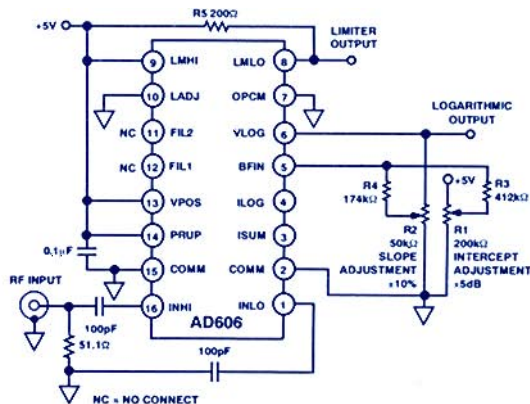 R5 200Ω
+5V
LIMITER
OUTPUT
9 LMHI LMLO 8
10 LADJ OPCM 7
LOGARITHMIC
OUTPUT
NC 11 FIL2 VLOG 6
NC 12 FIL1 BFIN 5
+5V
R4
174kΩ
R3
412kΩ
13 VPOS ILOG 4
R2
50kΩ
SLOPE
ADJUSTMENT
±10%
R1
200kΩ
INTERCEPT
ADJUSTMENT
±5dB
14 PRUP ISUM 3
0.1µF
15 COMM COMM 2
RF INPUT
16 INHI INLO 1
100pF
AD606
51.1Ω
100pF
NC = NO CONNECT